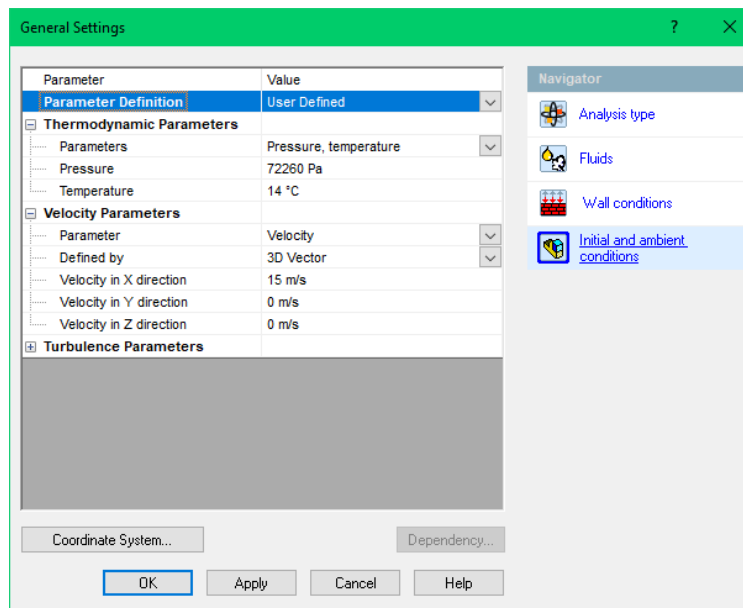 General Settings
?
Parameter Value
Parameter Definition User Defined
Thermodynamic Parameters
Parameters Pressure, temperature
Pressure 72260 Pa
Temperature 14 °C
Velocity Parameters
Parameter Velocity
Defined by 3D Vector
Velocity in X direction 15 m/s
Velocity in Y direction 0 m/s
Velocity in Z direction 0 m/s
Turbulence Parameters
Coordinate System...
Dependency...
OK Apply Cancel Help
Navigator
Analysis type
Fluids
Wall conditions
Initial and ambient
conditions